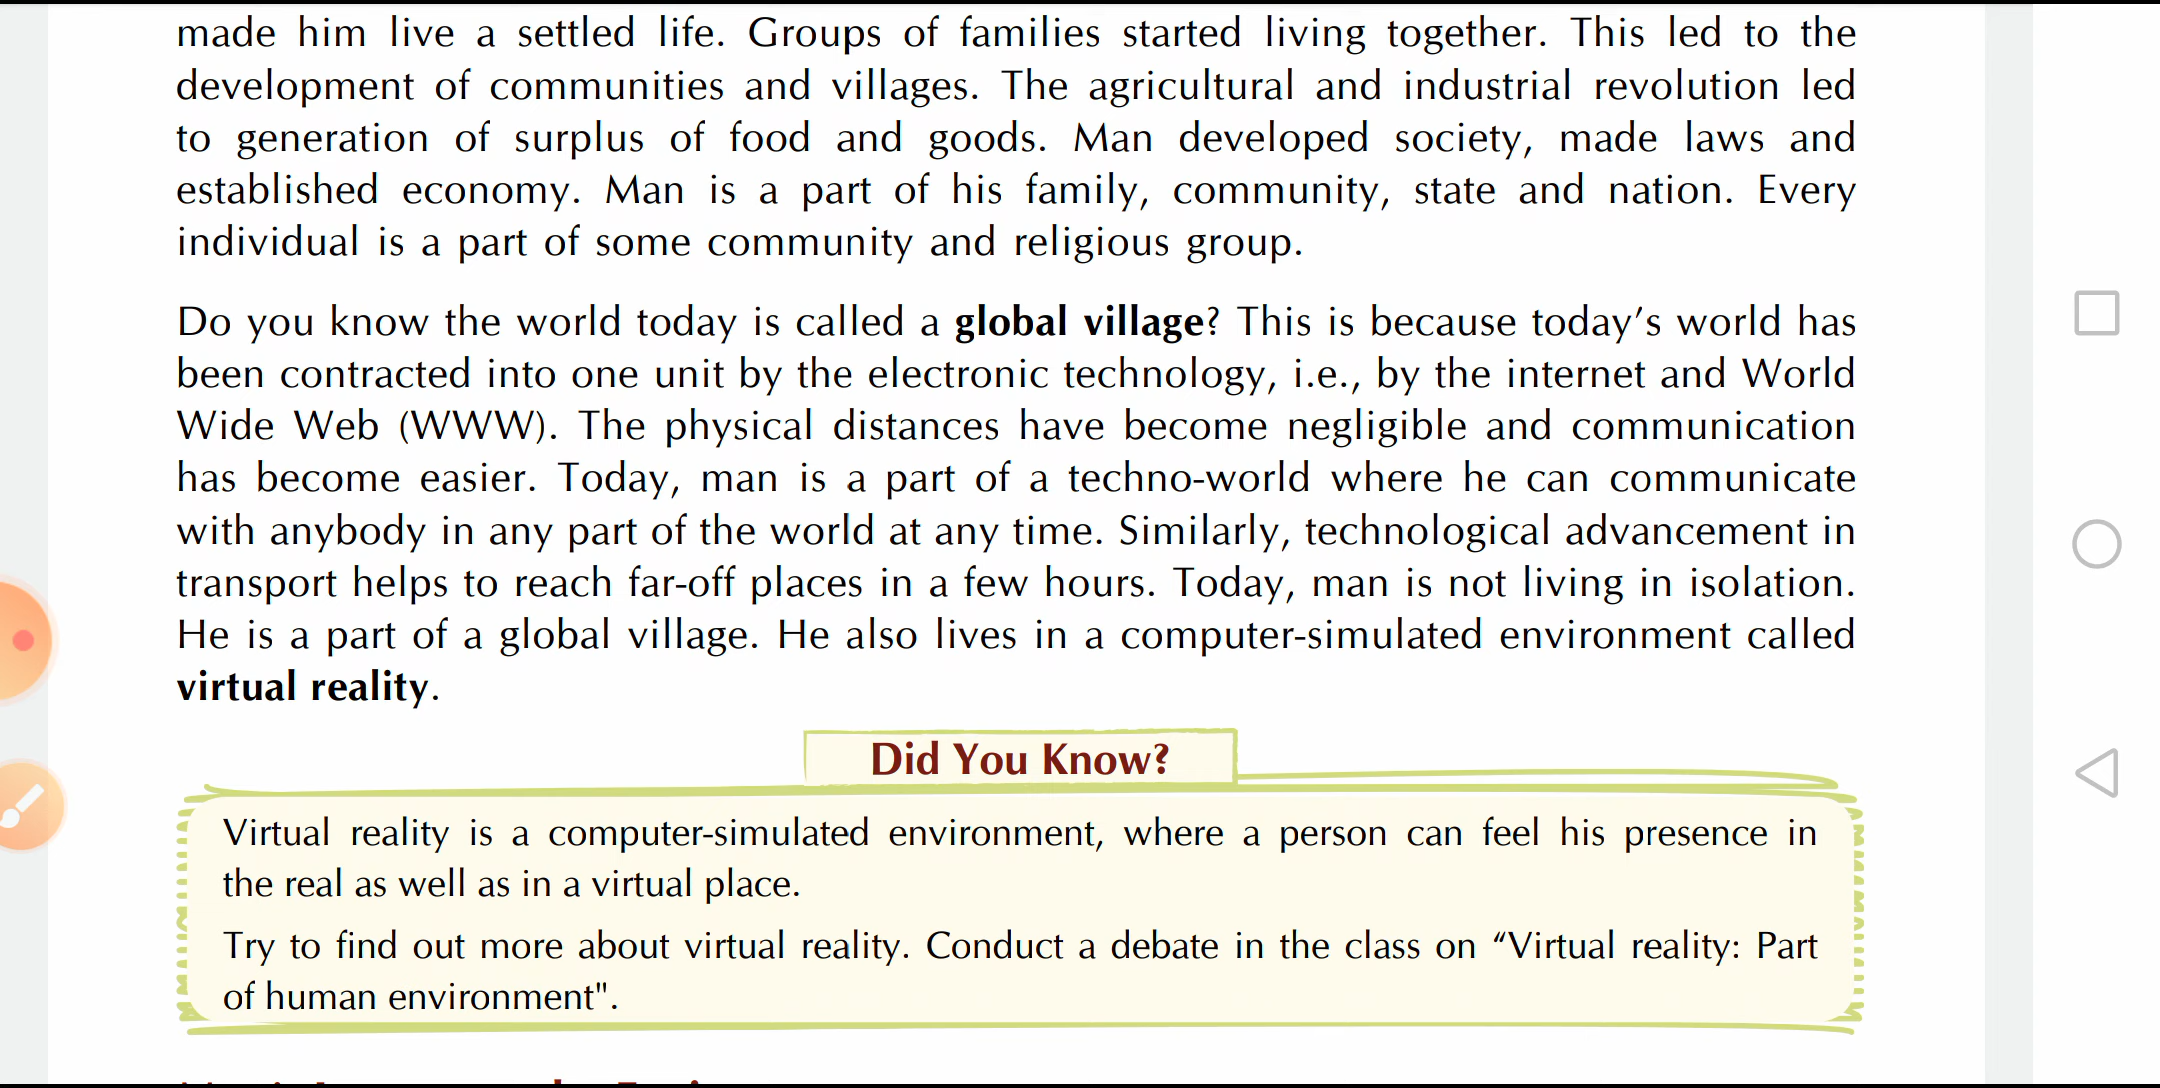 made him live a settled life. Groups of families started living together. This led to the
development of communities and villages. The agricultural and industrial revolution led
to generation of surplus of food and goods. Man developed society, made laws and
established economy. Man is a part of his family, community, state and nation. Every
individual is a part of some community and religious group.
Do you know the world today is called a global village? This is because today’s world has
been contracted into one unit by the electronic technology, i.e., by the internet and World
Wide Web (WWW). The physical distances have become negligible and communication
has become easier. Today, man is a part of a techno-world where he can communicate
with anybody in any part of the world at any time. Similarly, technological advancement in
transport helps to reach far-off places in a few hours. Today, man is not living in isolation.
He is a part of a global village. He also lives in a computer-simulated environment called
virtual reality.
Did You Know?
Virtual reality is a computer-simulated environment, where a person can feel his presence in
the real as well as in a virtual place.
Try to find out more about virtual reality. Conduct a debate in the class on “Virtual reality: Part
of human environment".